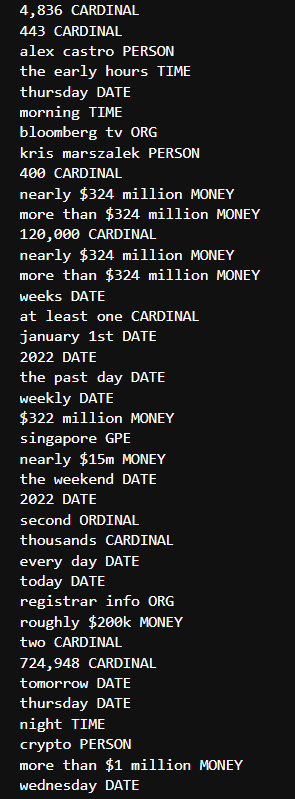 4,836 CARDINAL
443 CARDINAL
alex castro PERSON
the early hours TIME
thursday DATE
morning TIME
bloomberg tv ORG
kris marszalek PERSON
400 CARDINAL
nearly $324 million MONEY
more than $324 million MONEY
120,000 CARDINAL
nearly $324 million MONEY
more than $324 million MONEY
weeks DATE
at least one CARDINAL
january 1st DATE
2022 DATE
the past day DATE
weekly DATE
$322 million MONEY
singapore GPE
nearly $15m MONEY
the weekend DATE
2022 DATE
second ORDINAL
thousands CARDINAL
every day DATE
today DATE
registrar info ORG
roughly $200k MONEY
two CARDINAL
724,948 CARDINAL
tomorrow DATE
thursday DATE
night TIME
crypto PERSON
more than $1 million MONEY
wednesday DATE